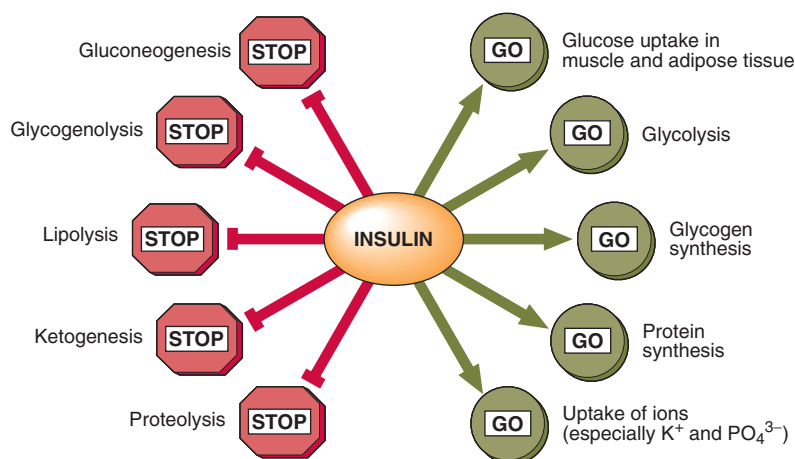 Gluconeogenesis
STOP
GO
Glucose uptake in
muscle and adipose tissue
Glycogenolysis
STOP
GO
Glycolysis
Lipolysis
STOP
INSULIN
GO
Glycogen
synthesis
Ketogenesis
STOP
GO
Protein
synthesis
Proteolysis
STOP
GO
Uptake of ions
(especially K⁺ and PO₄³⁻)